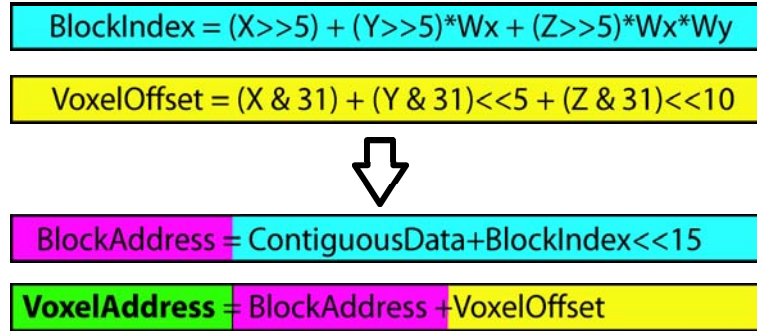 BlockIndex = (X>>5) + (Y>>5)*Wx + (Z>>5)*Wx*Wy
VoxelOffset = (X & 31) + (Y & 31)<<5 + (Z & 31)<<10
BlockAddress = ContiguousData+BlockIndex<<15
VoxelAddress = BlockAddress +VoxelOffset